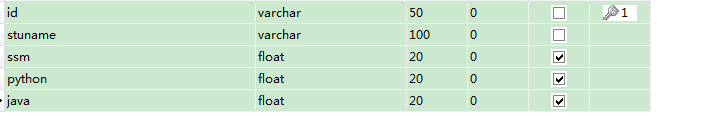 id varchar 50 0 1
stuname varchar 100 0
ssm float 20 0
python float 20 0
java float 20 0